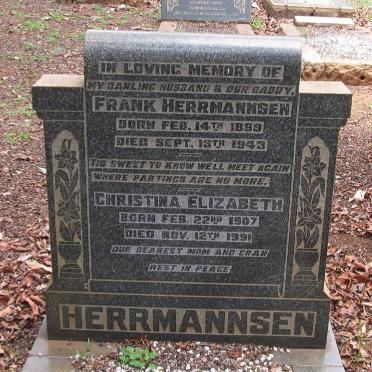 IN LOVING MEMORY OF
MY DARLING HUSBAND & OUR DADDY,
FRANK HERRMANNSEN
BORN FEB. 14TH 1899
DIED SEPT. 13TH 1943
'TIS SWEET TO KNOW WE'LL MEET AGAIN
WHERE PARTINGS ARE NO MORE.
CHRISTINA ELIZABETH
BORN FEB. 22ND 1907
DIED NOV. 12TH 1991
OUR DEAREST MOM AND GRAN
REST IN PEACE
HERRMANNSEN